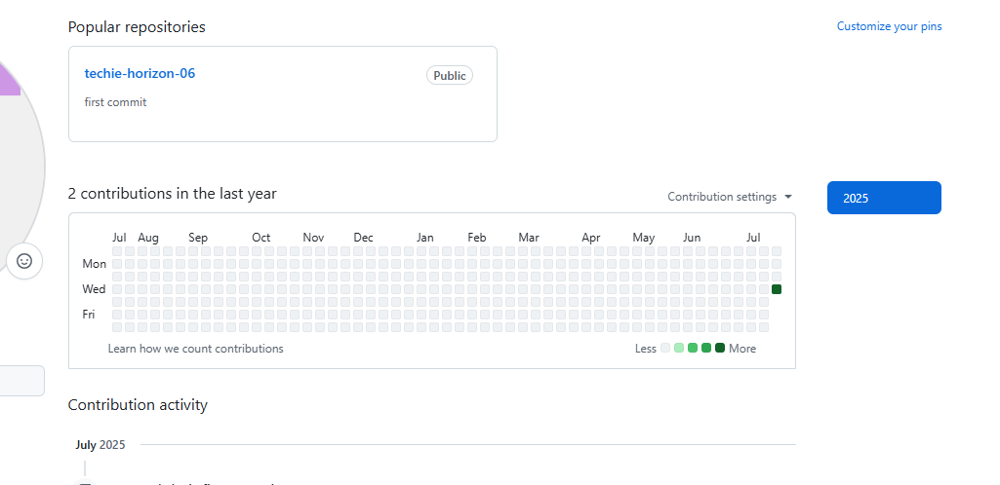 Popular repositories
Customize your pins
techie-horizon-06
Public
first commit
2 contributions in the last year
Contribution settings
2025
Jul Aug Sep Oct Nov Dec Jan Feb Mar Apr May Jun Jul
Mon
Wed
Fri
Learn how we count contributions
Less
More
Contribution activity
July 2025